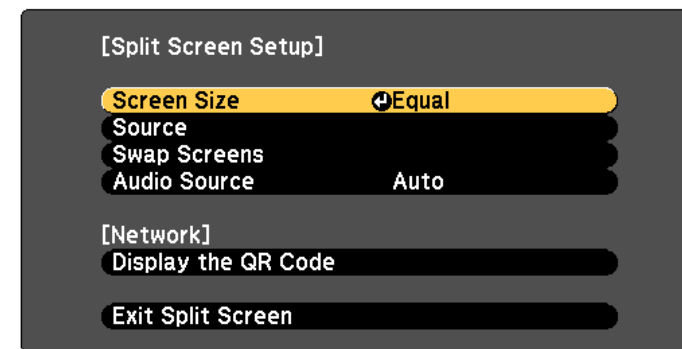 [Split Screen Setup]
Screen Size Equal
Source
Swap Screens
Audio Source Auto
[Network]
Display the QR Code
Exit Split Screen